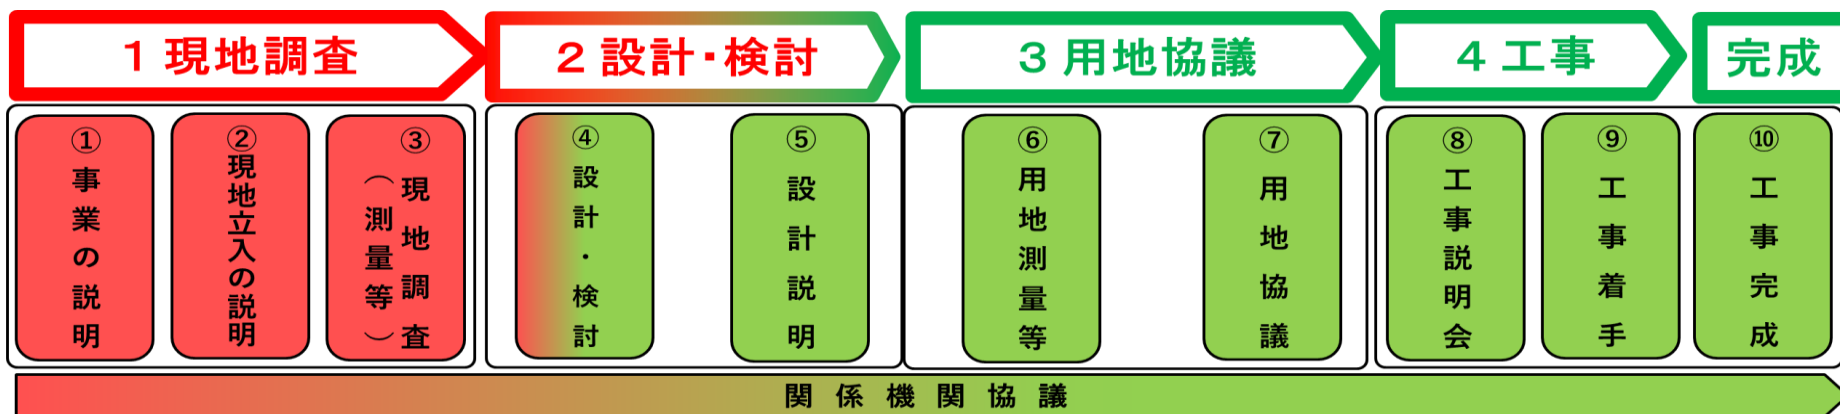 1 現地調査
2 設計・検討
3 用地協議
4 工事
完成
①
事業の説明
②
現地立入の説明
③
現地調査
（測量等）
④
設計・検討
⑤
設計説明
⑥
用地測量等
⑦
用地協議
⑧
工事説明会
⑨
工事着手
⑩
工事完成
関係機関協議